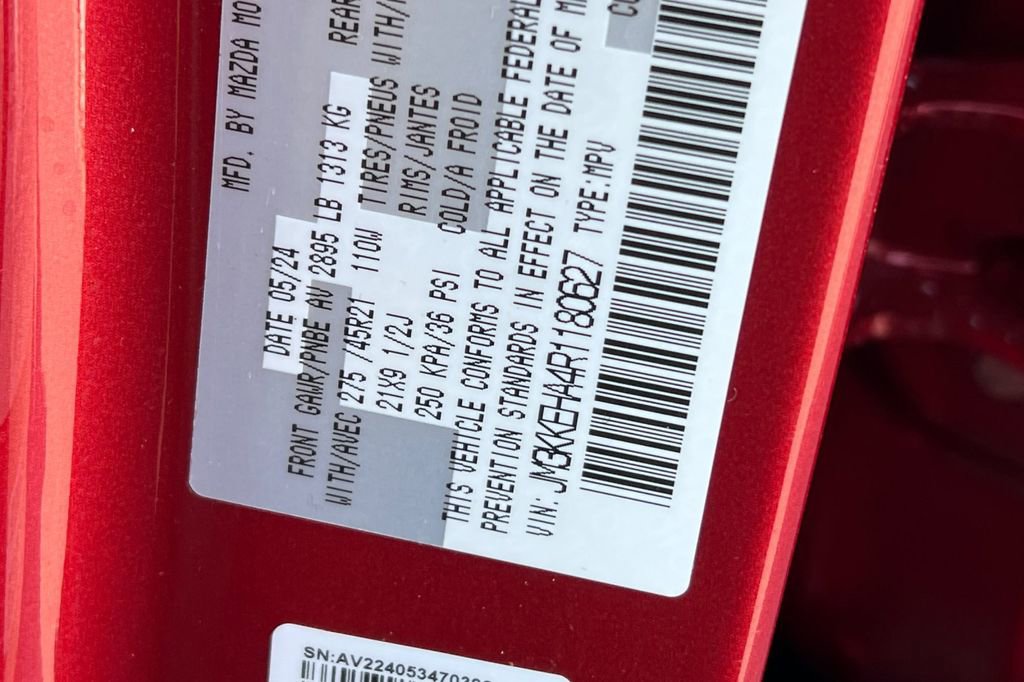 MFD. BY MAZDA MO
DATE 05/24
FRONT GAWR/PNBE AV 2895 LB 1313 KG REAR
WITH/AVEC 275 /45R21 110W TIRES/PNEUS WITH/
21X9 1/2J RIMS/JANTES
250 KPA/36 PSI COLD/A FROID
THIS VEHICLE CONFORMS TO ALL APPLICABLE FEDERAL
PREVENTION STANDARDS IN EFFECT ON THE DATE OF M
VIN: JM3KKEHA4R1180627 TYPE:MPV
SN:AV2240534703